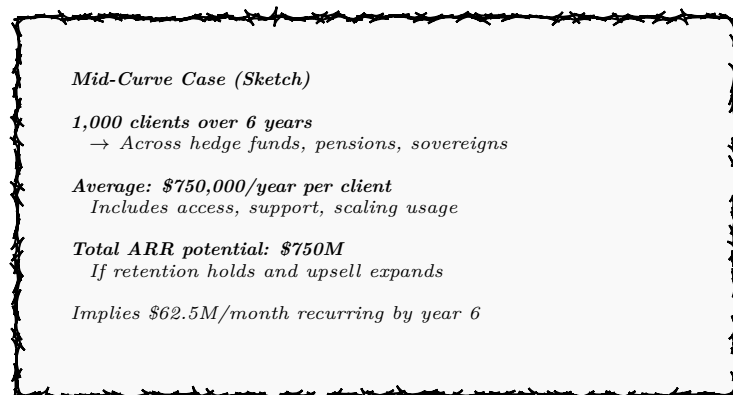 Mid-Curve Case (Sketch)
1,000 clients over 6 years
→ Across hedge funds, pensions, sovereigns
Average: $750,000/year per client
Includes access, support, scaling usage
Total ARR potential: $750M
If retention holds and upsell expands
Implies $62.5M/month recurring by year 6